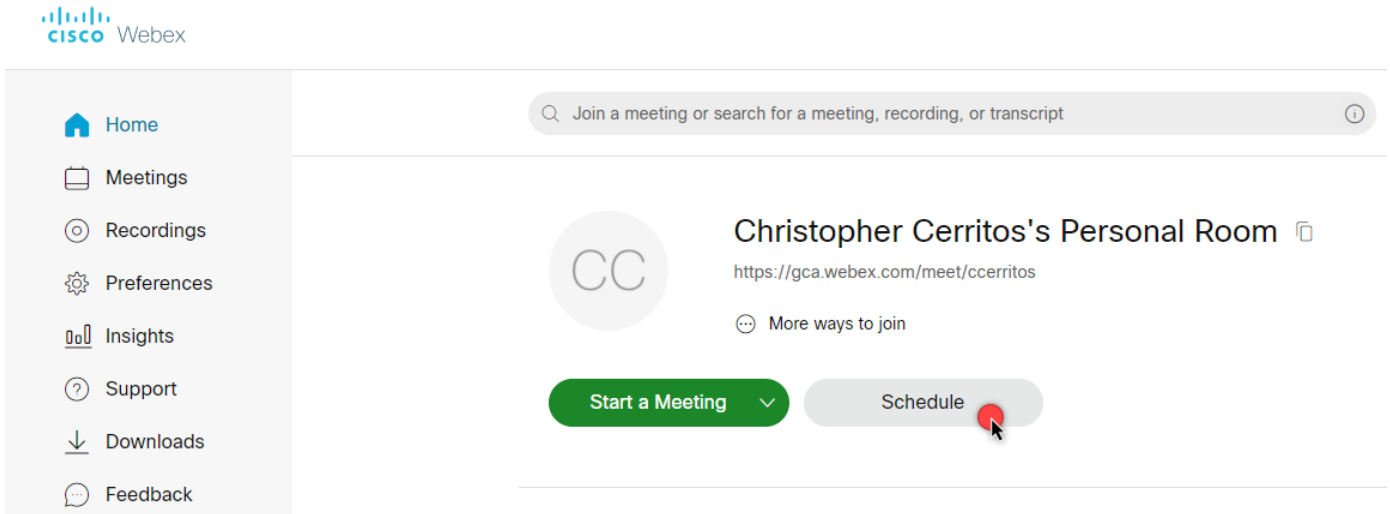 CISCO Webex
Join a meeting or search for a meeting, recording, or transcript
Home
Meetings
Recordings
Preferences
Insights
Support
Downloads
Feedback
CC
Christopher Cerritos's Personal Room
https://gca.webex.com/meet/ccerritos
More ways to join
Start a Meeting
Schedule